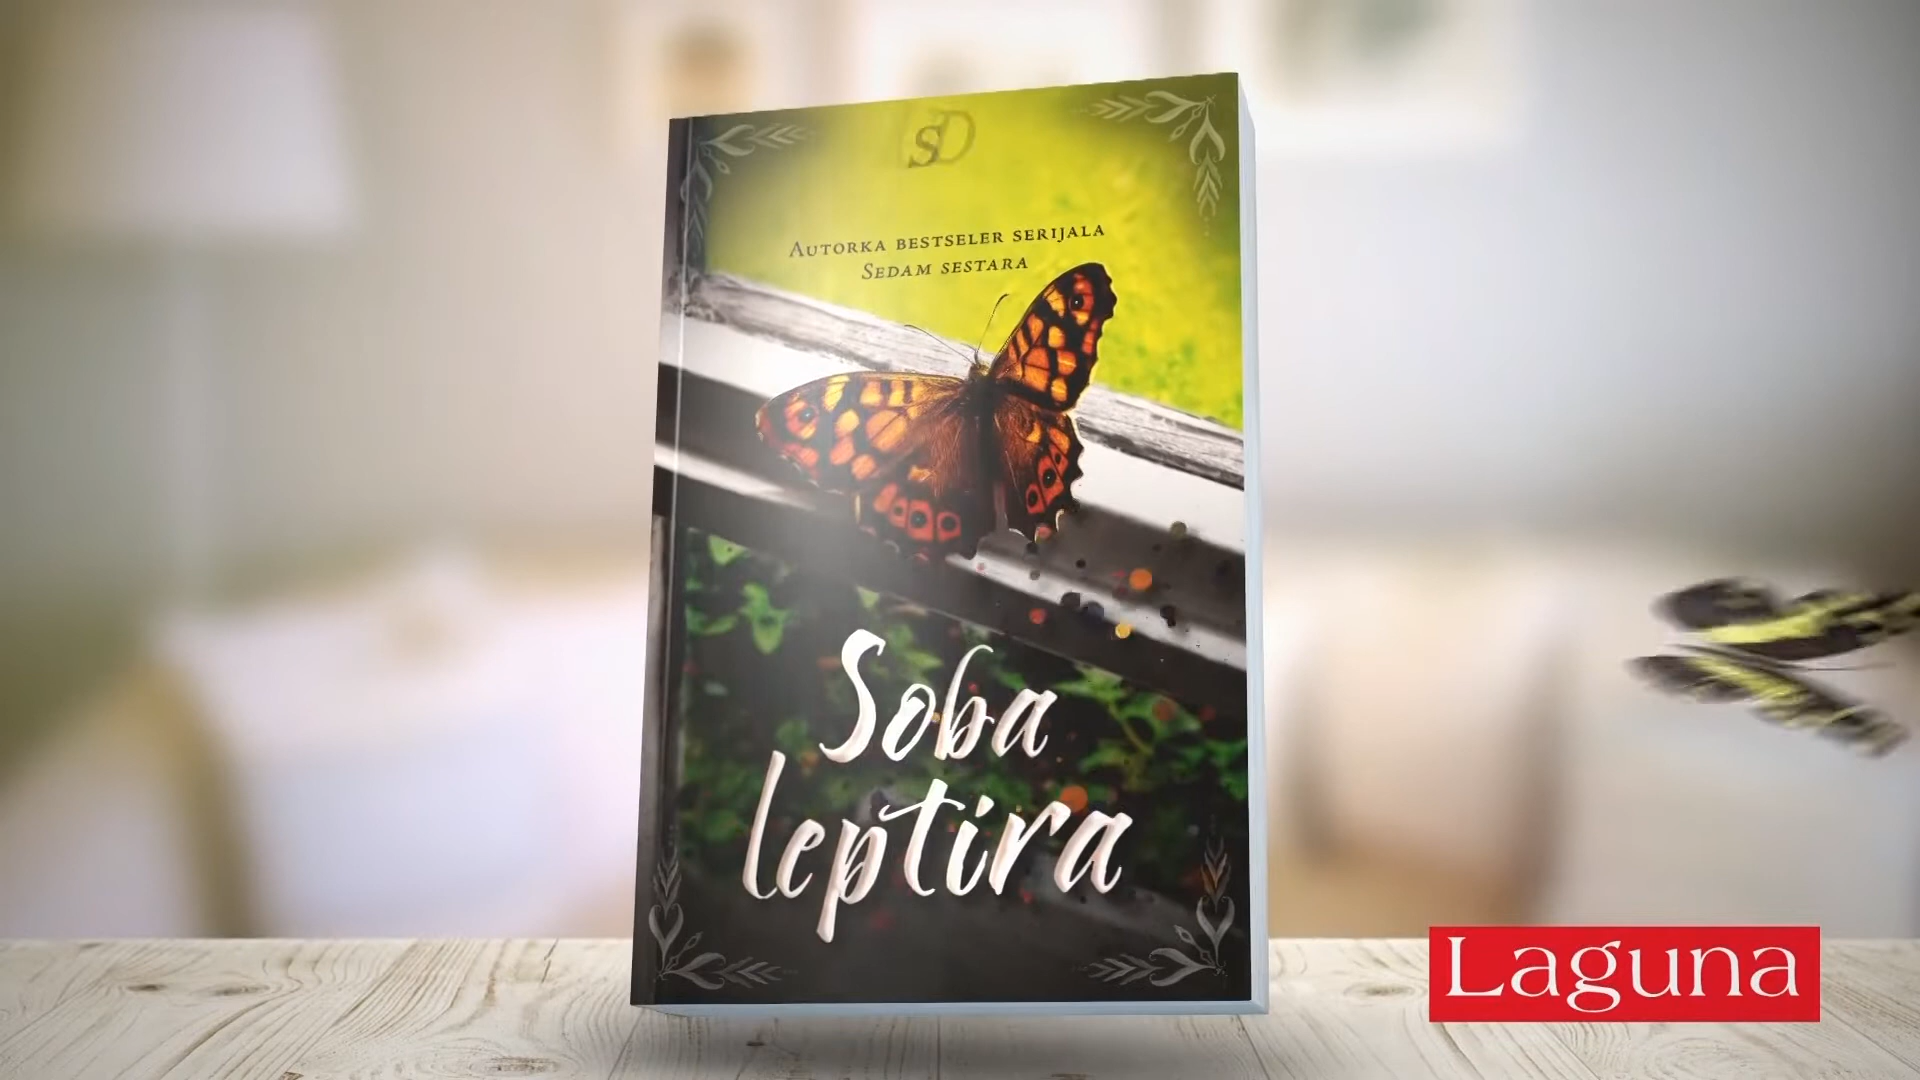 SD
AUTORKA BESTSELER SERIJALA
SEDAM SESTARA
Soba
leptira
Laguna